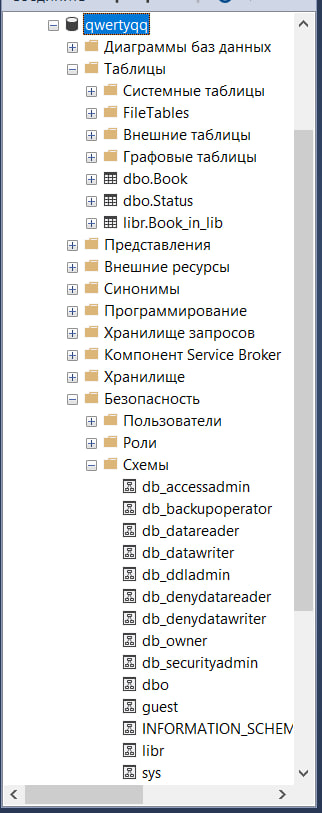 qwertyqq
Диаграммы баз данных
Таблицы
Системные таблицы
FileTables
Внешние таблицы
Графовые таблицы
dbo.Book
dbo.Status
libr.Book_in_lib
Представления
Внешние ресурсы
Синонимы
Программирование
Хранилище запросов
Компонент Service Broker
Хранилище
Безопасность
Пользователи
Роли
Схемы
db_accessadmin
db_backupoperator
db_datareader
db_datawriter
db_ddladmin
db_denydatareader
db_denydatawriter
db_owner
db_securityadmin
dbo
guest
INFORMATION_SCHEM
libr
sys